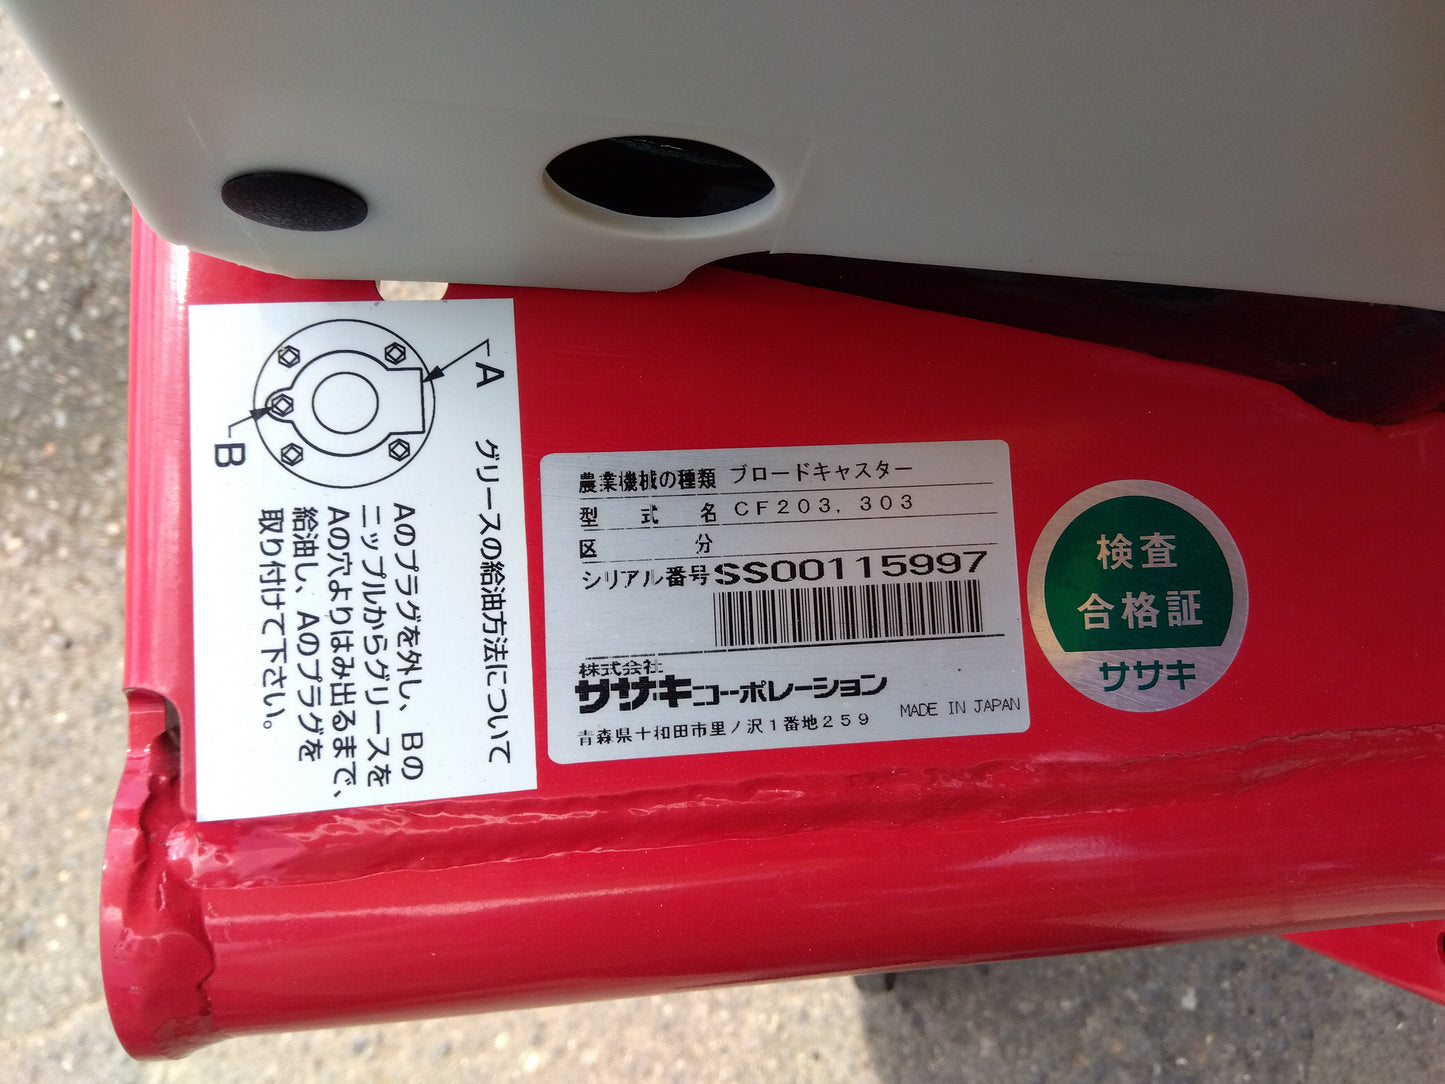 A
B
グリースの給油方法について
Aのプラグを外し、Bの
ニップルからグリースを
Aの穴よりはみ出るまで、
給油し、Aのプラグを
取り付けて下さい。
農業機械の種類 ブロードキャスター
型式名 CF203, 303
区分
シリアル番号 SS00115997
株式会社
ササキコーポレーション
青森県十和田市里ノ沢1番地259
MADE IN JAPAN
検査
合格証
ササキ